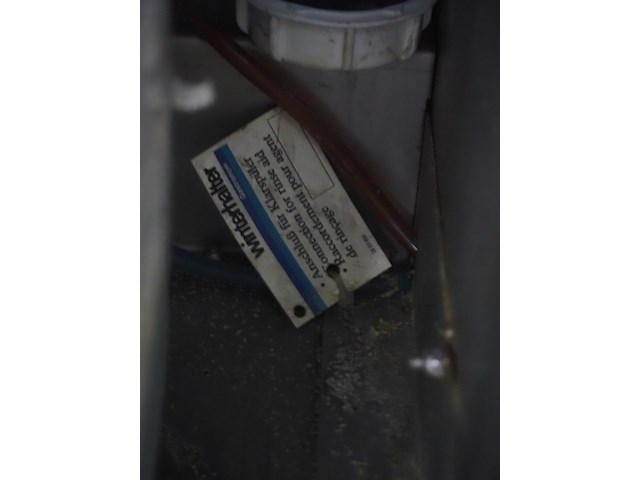 winterhalter
Anschluß für Klarspüler
Connection for rinse aid
Raccordement pour agent
de rinçage